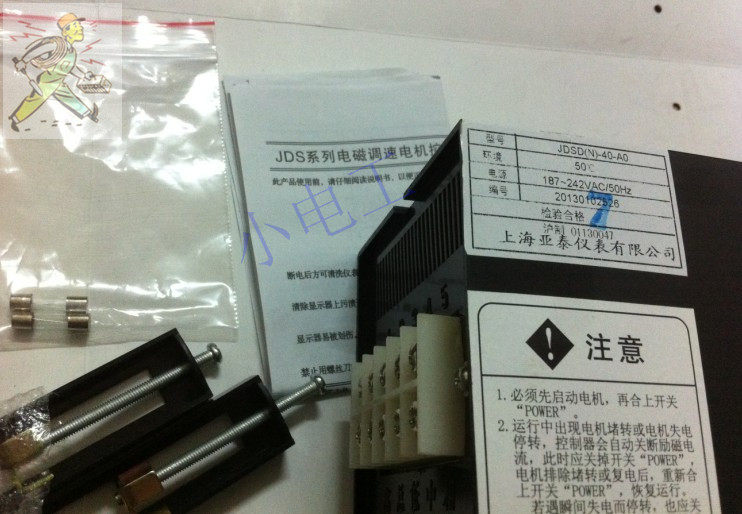 JDS系列电磁调速电机控
此产品使用前，请仔细阅读说明书，以便
断电后方可清洗仪表
清除显示器上污渍
显示器易被划伤
禁止用螺丝刀
小电工
型号 JDSD(N)-40-A0
环境 50℃
电源 187~242VAC/50Hz
编号 20130102526
检验合格 7
沪制 01130047
上海亚泰仪表有限公司
注意
1.必须先启动电机，再合上开关
“POWER”。
2.运行中出现电机堵转或电机失电
停转，控制器会自动关断励磁电
流，此时应关掉开关“POWER”，
电机排除堵转或复电后，重新合
上开关“POWER”，恢复运行。
若遇瞬间失电而停转，也应关